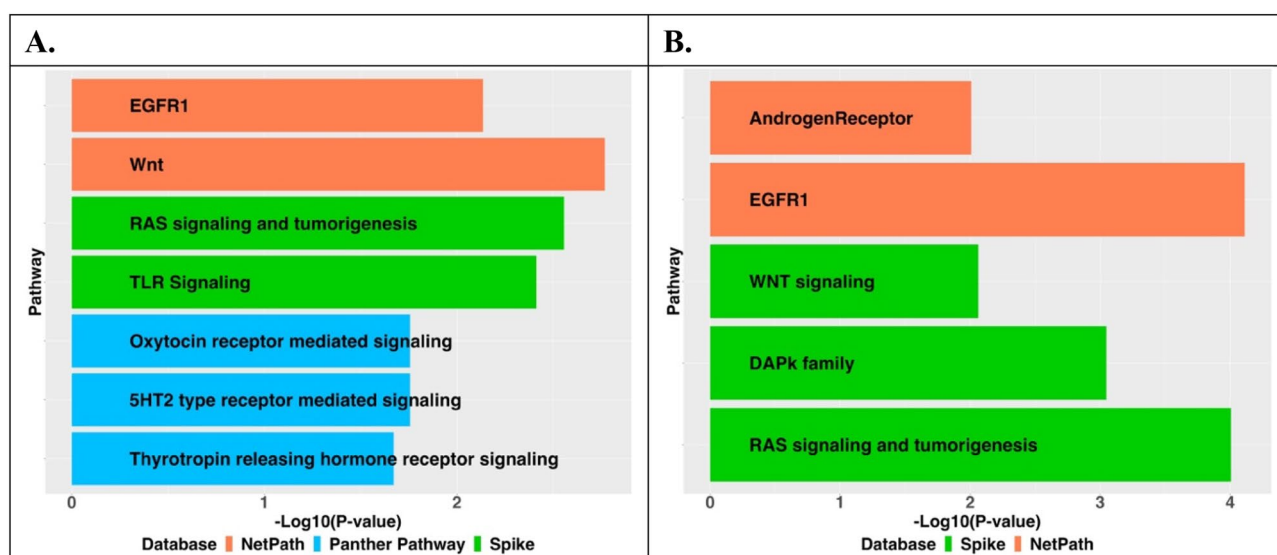 A.
EGFR1
Wnt
RAS signaling and tumorigenesis
TLR Signaling
Oxytocin receptor mediated signaling
5HT2 type receptor mediated signaling
Thyrotropin releasing hormone receptor signaling
Pathway
0 1 2
-Log10(P-value)
Database NetPath Panther Pathway Spike
B.
AndrogenReceptor
EGFR1
WNT signaling
DAPk family
RAS signaling and tumorigenesis
Pathway
0 1 2 3 4
-Log10(P-value)
Database Spike NetPath